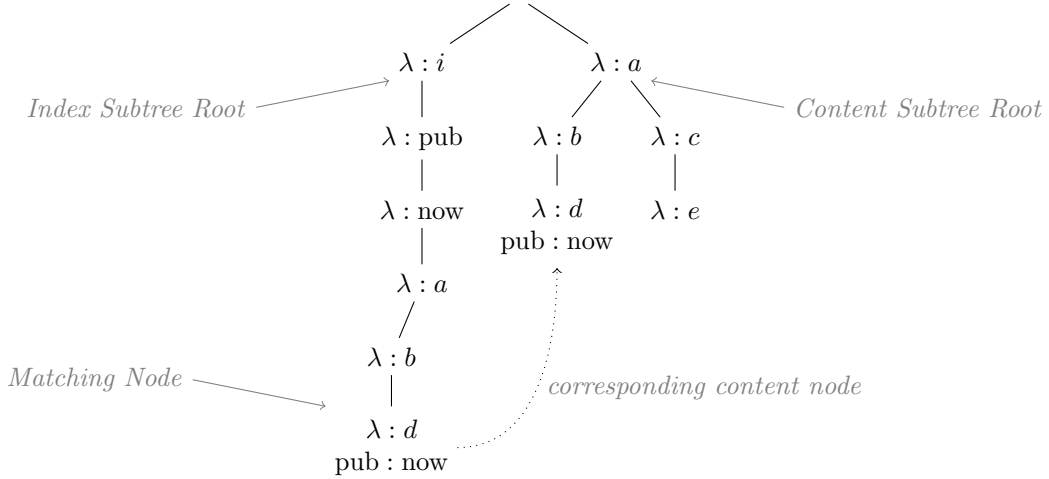 λ : i
λ : a
Index Subtree Root
Content Subtree Root
λ : pub
λ : b
λ : c
λ : now
λ : d
pub : now
λ : e
λ : a
λ : b
Matching Node
corresponding content node
λ : d
pub : now